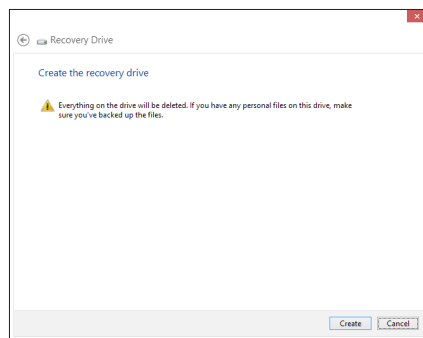 Recovery Drive
Create the recovery drive
Everything on the drive will be deleted. If you have any personal files on this drive, make
sure you've backed up the files.
Create Cancel